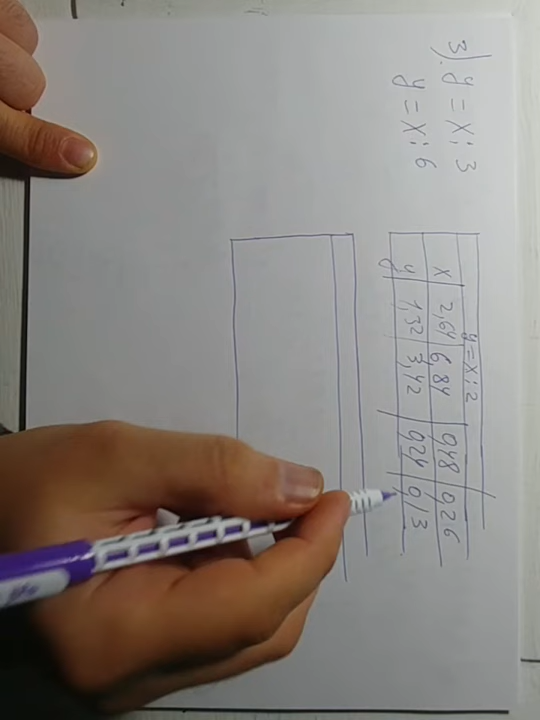 3). y = x : 3
y = x : 6
y = x : 2
x 2,64 6,84 0,48 0,26
y 1,32 3,42 0,24 0,13